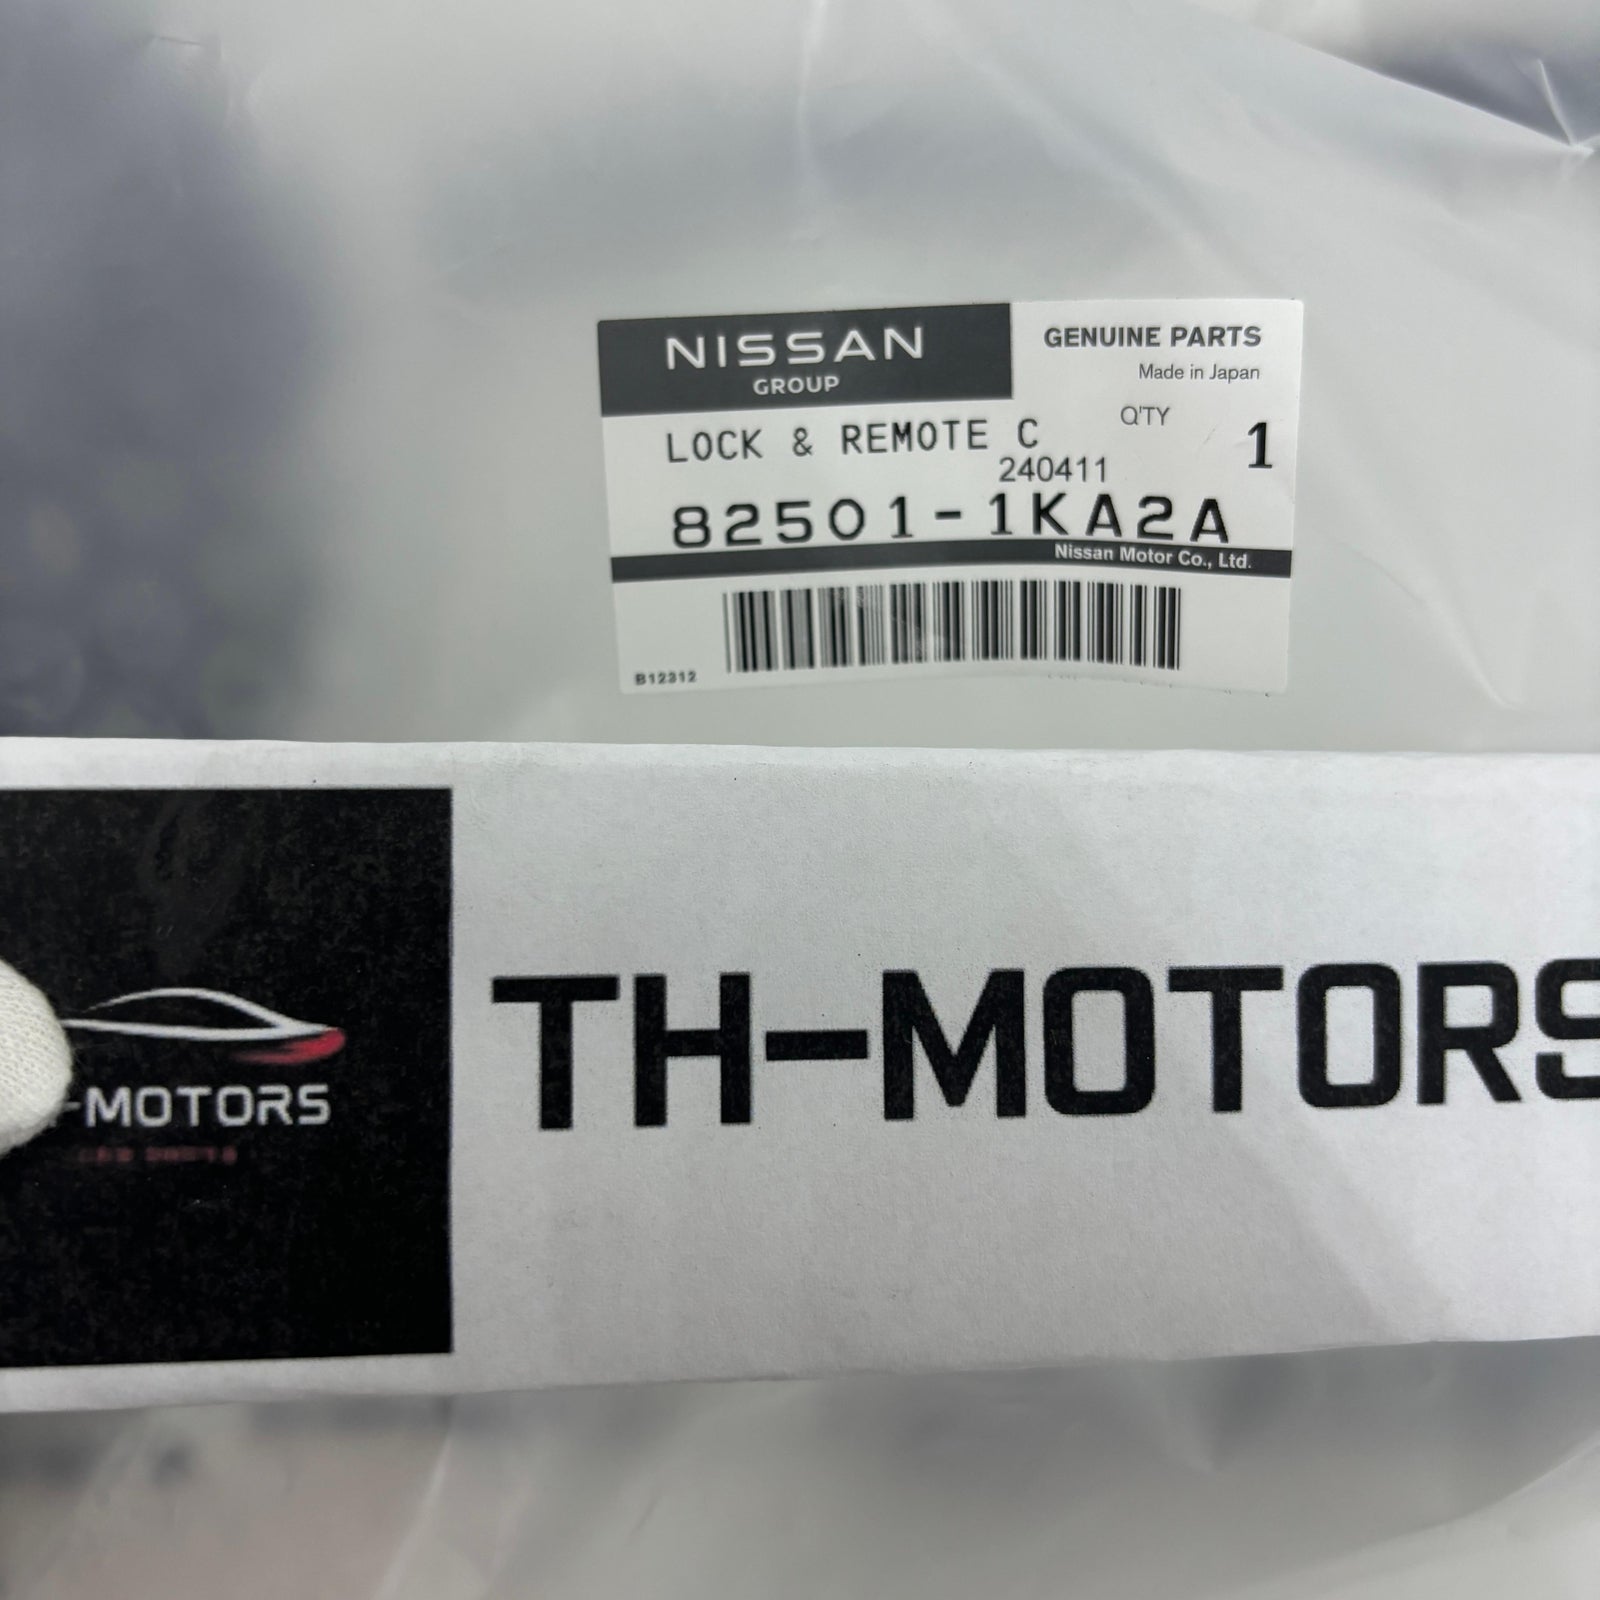 NISSAN
GROUP
GENUINE PARTS
Made in Japan
LOCK & REMOTE C
Q'TY
1
240411
82501-1KA2A
Nissan Motor Co., Ltd.
B12312
TH-MOTORS
-MOTORS